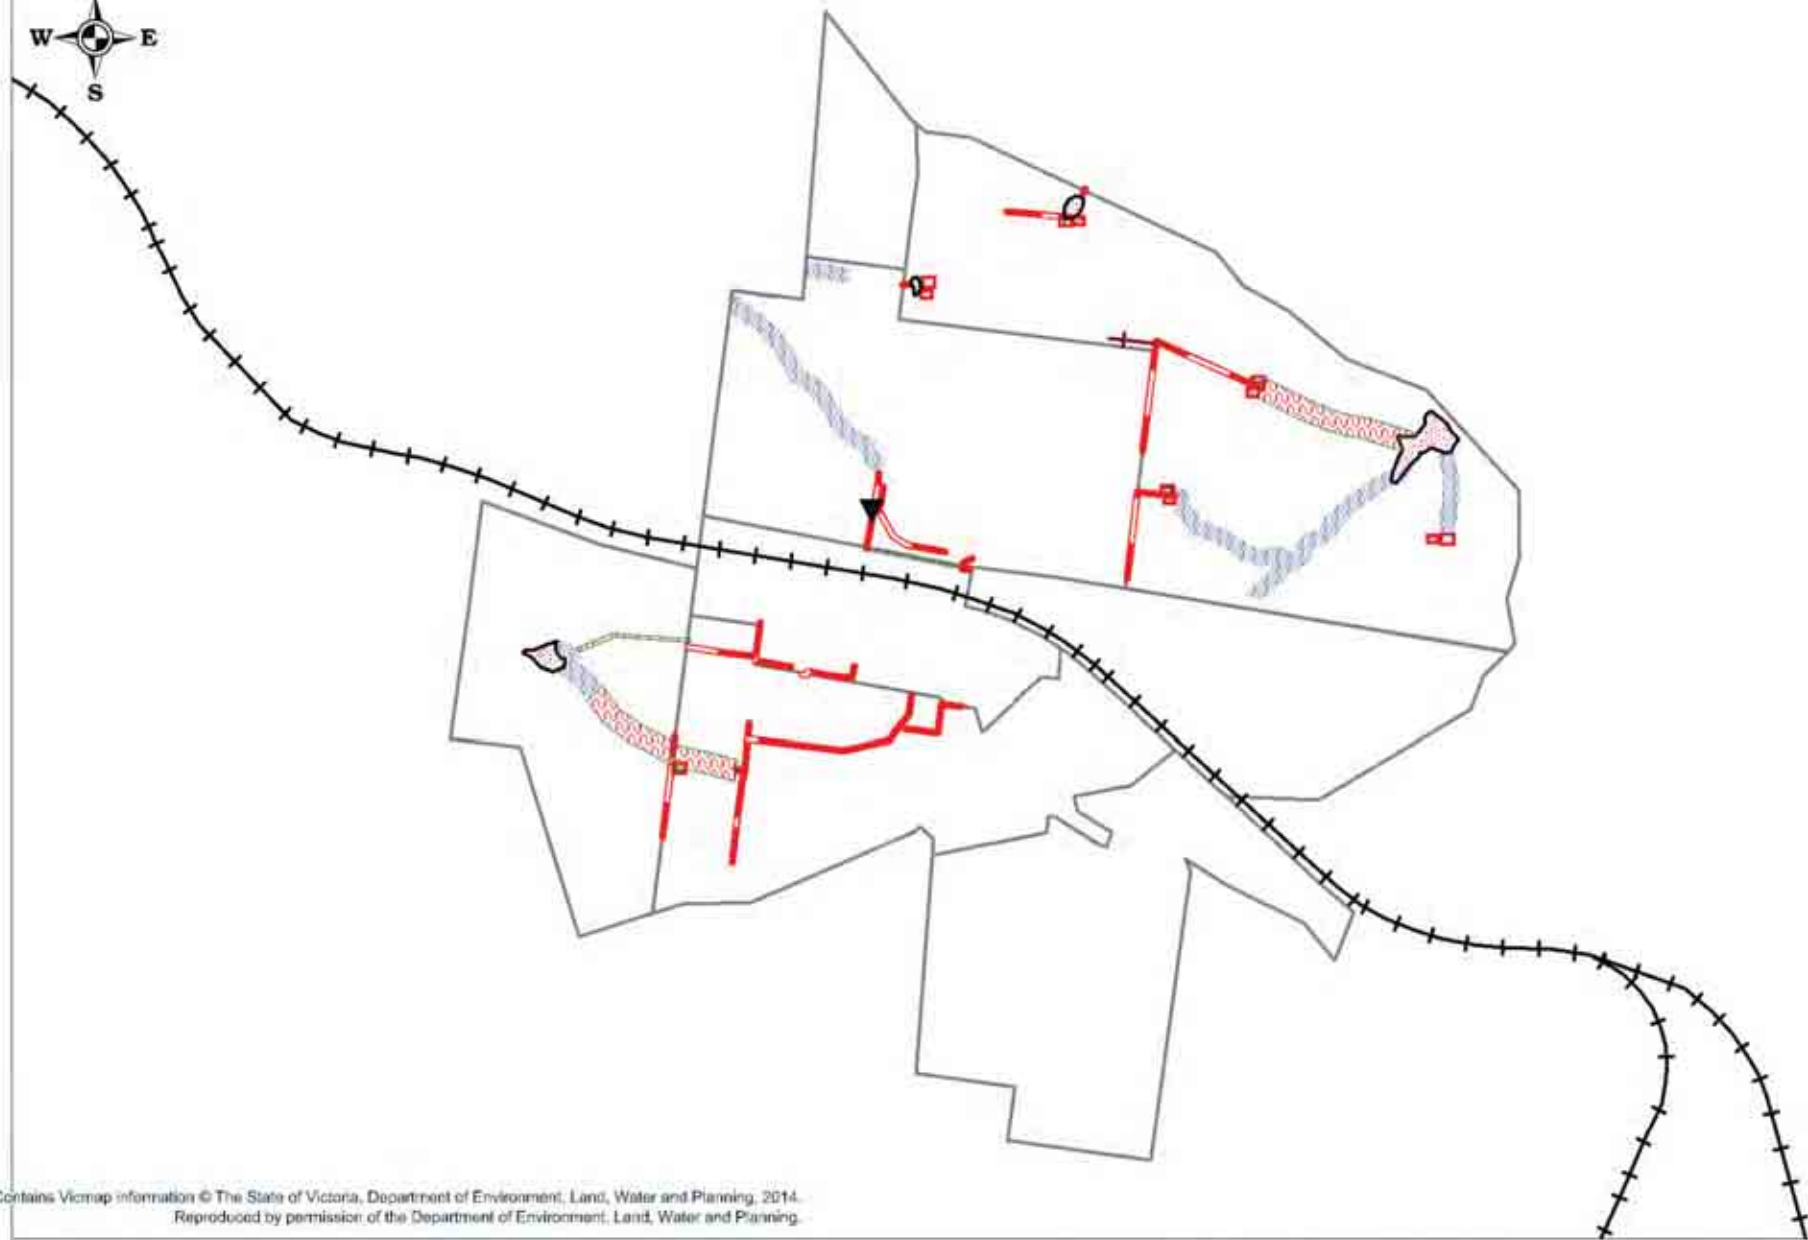 W E
S
Contains Vicmap information © The State of Victoria, Department of Environment, Land, Water and Planning, 2014.
Reproduced by permission of the Department of Environment, Land, Water and Planning.